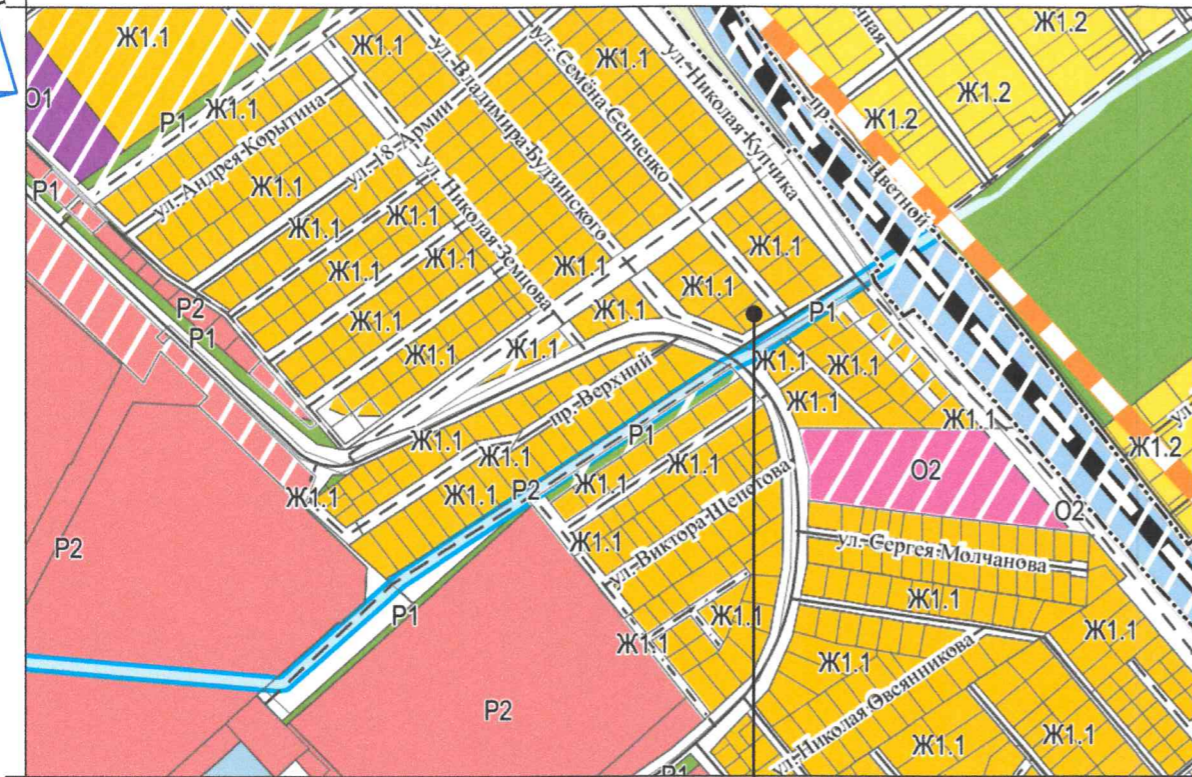 Ж1.1
Ж1.1
ул. Владимира Будзинского
ул. Семёна Сенченко
Ж1.1
ул. Николая Купчика
пр. Цветной
Ж1.2
Ж1.2
Ж1.2
О1
Р1
Ж1.1
ул. Андрея Корытина
ул. 18 Армии
Ж1.1
Р1
ул. Николая Земцова
Ж1.1
Ж1.1
Ж1.1
Ж1.1
Ж1.1
Ж1.1
Ж1.1
Ж1.1
Р2
Р1
Ж1.1
Ж1.1
Ж1.1
Р1
Ж1.1
Ж1.1
Ж1.1
пр. Верхний
Ж1.1
Ж1.1
Ж1.1
Р1
Ж1.1
Ж1.2
Ж1.1
Ж1.1
Р2
Ж1.1
Ж1.1
О2
О2
Р2
Ж1.1
ул. Виктора Шенстова
ул. Сергея Молчанова
Ж1.1
Р1
Ж1.1
Ж1.1
Ж1.1
Ж1.1
Р2
ул. Николая Овсянникова
Ж1.1
Ж1.1
Р1